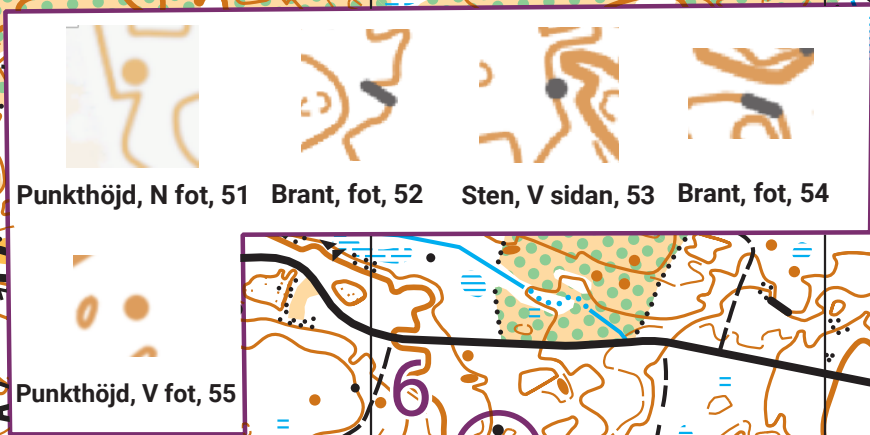 Punkthöjd, N fot, 51
Brant, fot, 52
Sten, V sidan, 53
Brant, fot, 54
Punkthöjd, V fot, 55
6